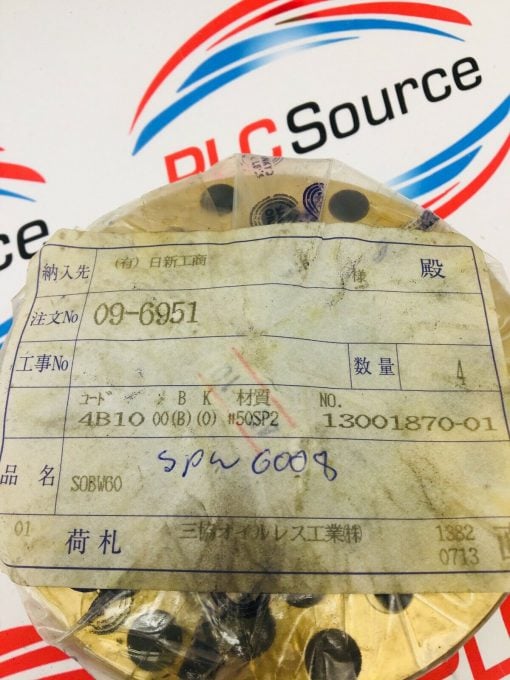 PLC Source
納入先 (有) 日新工商 様 殿
注文No 09-6951
工事No 数量 4
コード B K 材質 NO.
4B10 00(B)(0) #50SP2 13001870-01
SPW 6008
品名 SOBW60
01 荷札 三協オイルレス工業㈱ 1382
0713